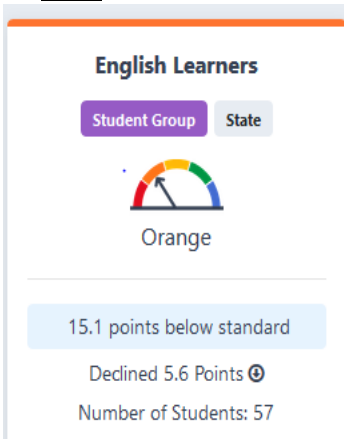 English Learners
Student Group State
Orange
15.1 points below standard
Declined 5.6 Points
Number of Students: 57